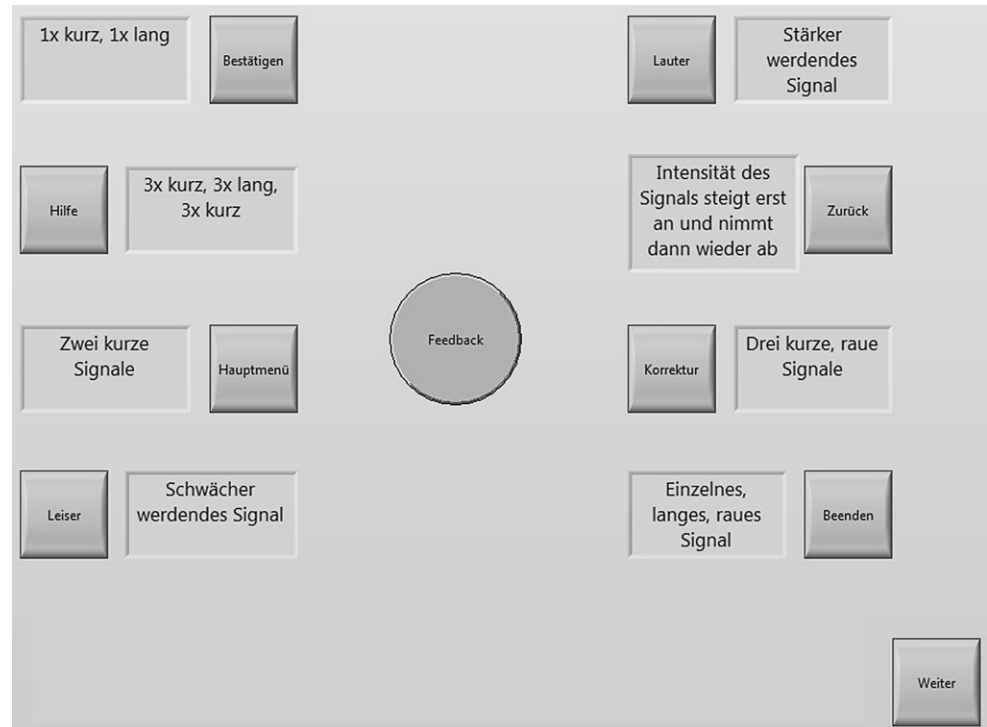 1x kurz, 1x lang
Bestätigen
Lauter
Stärker
werdendes
Signal
Hilfe
3x kurz, 3x lang,
3x kurz
Intensität des
Signals steigt erst
an und nimmt
dann wieder ab
Zurück
Feedback
Zwei kurze
Signale
Hauptmenü
Korrektur
Drei kurze, raue
Signale
Leiser
Schwächer
werdendes Signal
Einzelnes,
langes, raues
Signal
Beenden
Weiter